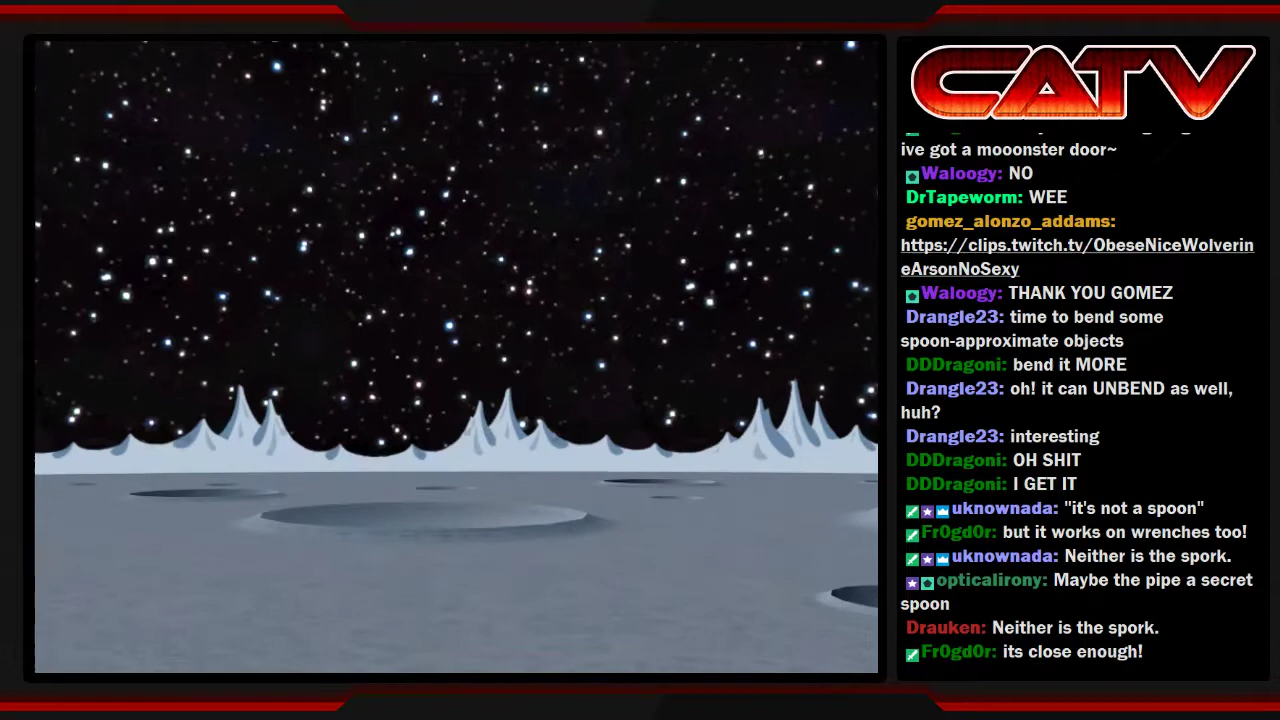 CATV
ive got a mooonster door~
Waloogy: NO
DrTapeworm: WEE
gomez_alonzo_addams:
https://clips.twitch.tv/ObeseNiceWolverin
eArsonNoSexy
Waloogy: THANK YOU GOMEZ
Drangle23: time to bend some
spoon-approximate objects
DDDragoni: bend it MORE
Drangle23: oh! it can UNBEND as well,
huh?
Drangle23: interesting
DDDragoni: OH SHIT
DDDragoni: I GET IT
uknownada: "it's not a spoon"
Fr0gd0r: but it works on wrenches too!
uknownada: Neither is the spork.
opticalirony: Maybe the pipe a secret
spoon
Drauken: Neither is the spork.
Fr0gd0r: its close enough!